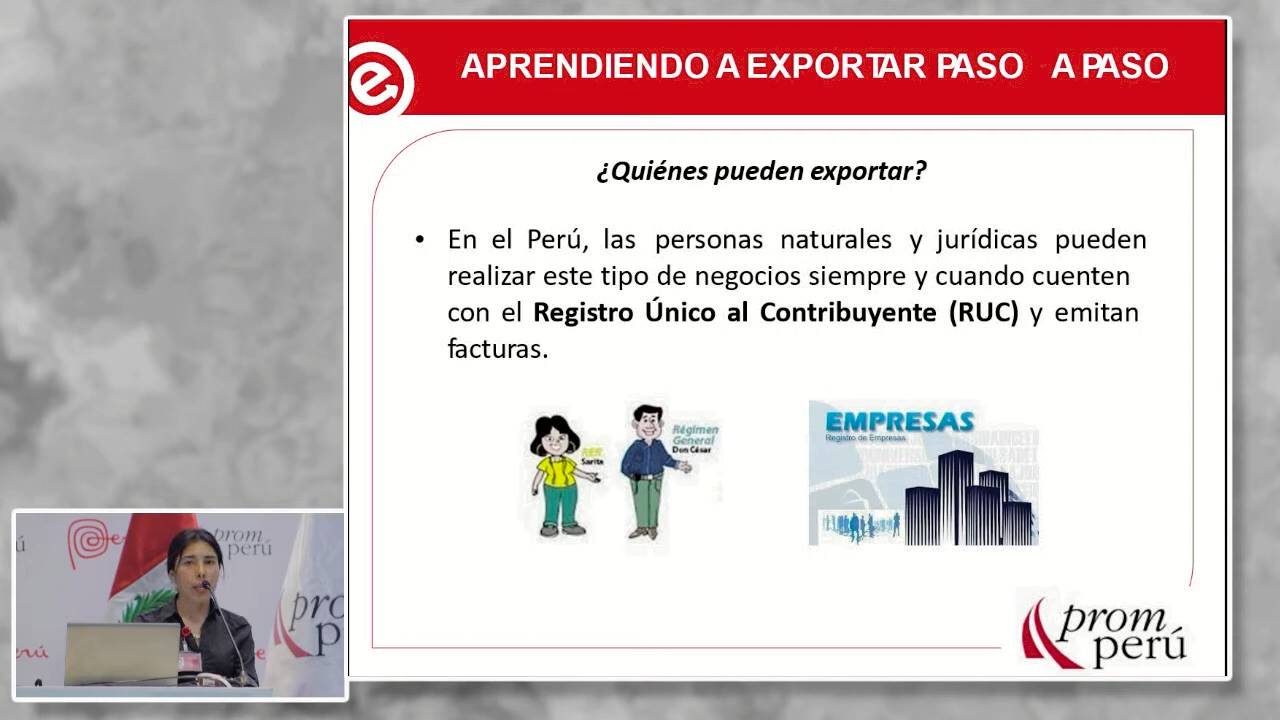 APRENDIENDO A EXPORTAR PASO A PASO
¿Quiénes pueden exportar?
• En el Perú, las personas naturales y jurídicas pueden
realizar este tipo de negocios siempre y cuando cuenten
con el Registro Único al Contribuyente (RUC) y emitan
facturas.
RER
Sarita
Régimen
General
Don César
EMPRESAS
Registro de Empresas
prom
perú
prom
perú